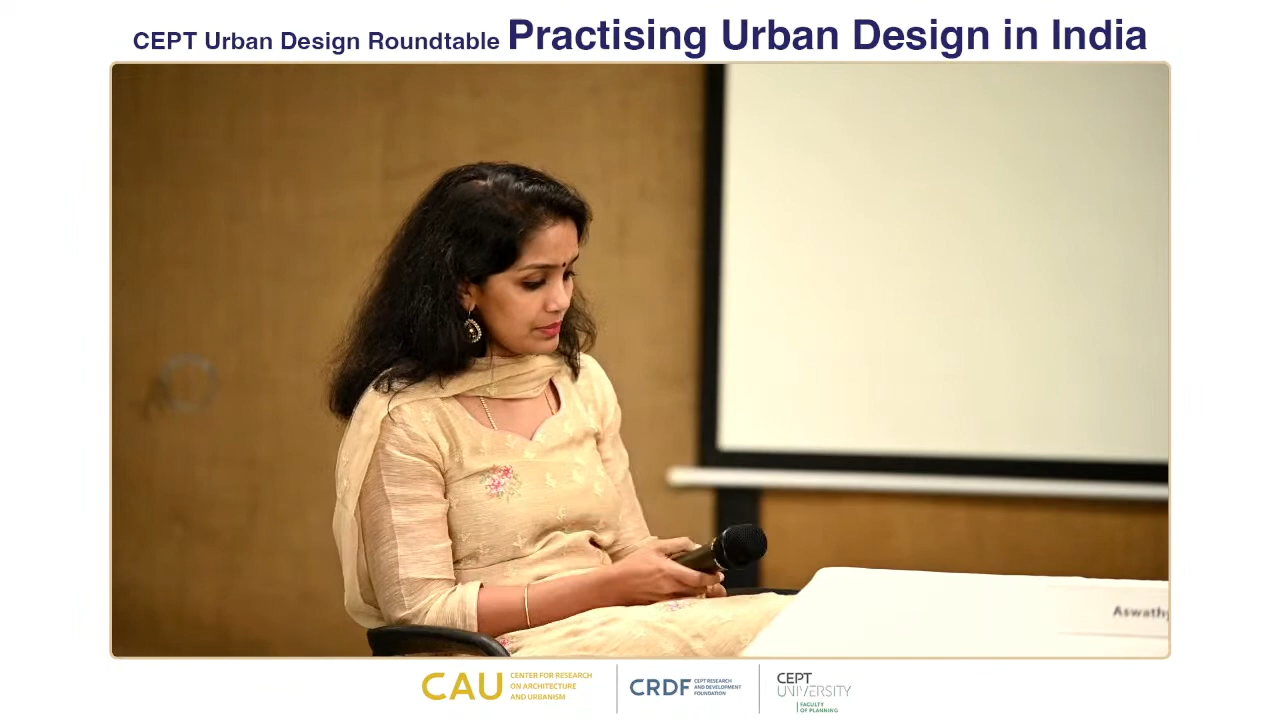 CEPT Urban Design Roundtable Practising Urban Design in India
Aswathy
CAU
CENTER FOR RESEARCH
ON ARCHITECTURE
AND URBANISM
CRDF
CEPT RESEARCH
AND DEVELOPMENT
FOUNDATION
CEPT
UNIVERSITY
FACULTY
OF PLANNING